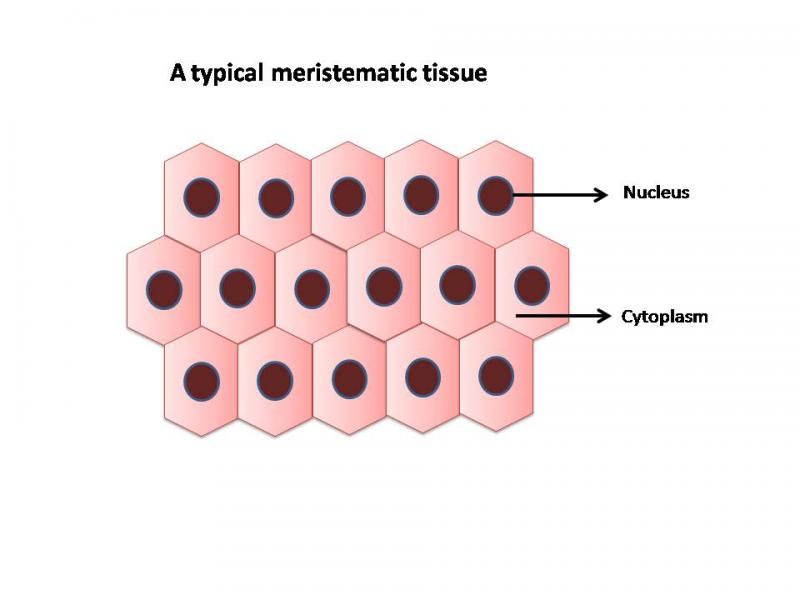 A typical meristematic tissue
Nucleus
Cytoplasm